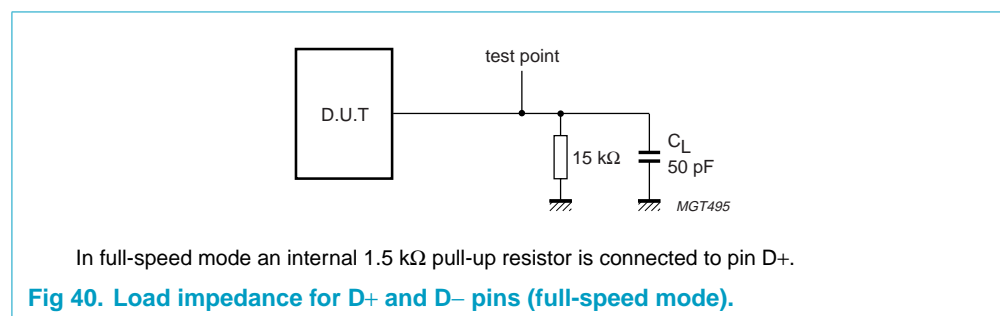 test point
D.U.T
15 kΩ
CL
50 pF
MGT495
In full-speed mode an internal 1.5 kΩ pull-up resistor is connected to pin D+.
Fig 40. Load impedance for D+ and D− pins (full-speed mode).